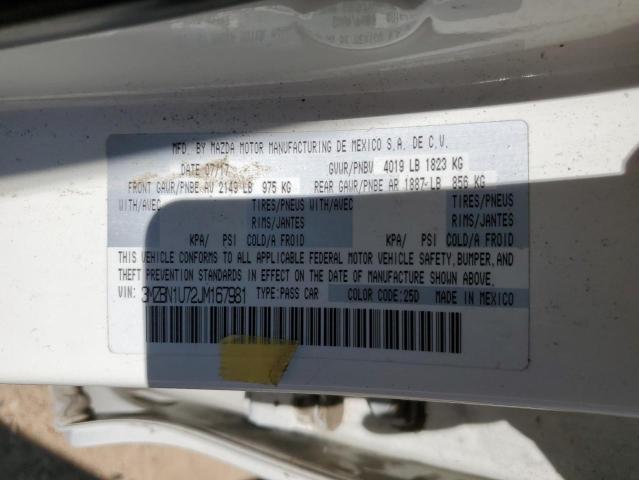 MFD. BY MAZDA MOTOR MANUFACTURING DE MEXICO S.A. DE C.V.
DATE 07/17 GVWR/PNBV 4019 LB 1823 KG
FRONT GAWR/PNBE AV 2149 LB 975 KG REAR GAWR/PNBE AR 1887 LB 856 KG
WITH/AVEC TIRES/PNEUS WITH/AVEC TIRES/PNEUS
RIMS/JANTES RIMS/JANTES
KPA/ PSI COLD/A FROID KPA/ PSI COLD/A FROID
THIS VEHICLE CONFORMS TO ALL APPLICABLE FEDERAL MOTOR VEHICLE SAFETY, BUMPER, AND
THEFT PREVENTION STANDARDS IN EFFECT ON THE DATE OF MANUFACTURE SHOWN ABOVE.
VIN: 3MZBN1U72JM167981 TYPE:PASS CAR COLOR CODE:25D MADE IN MEXICO